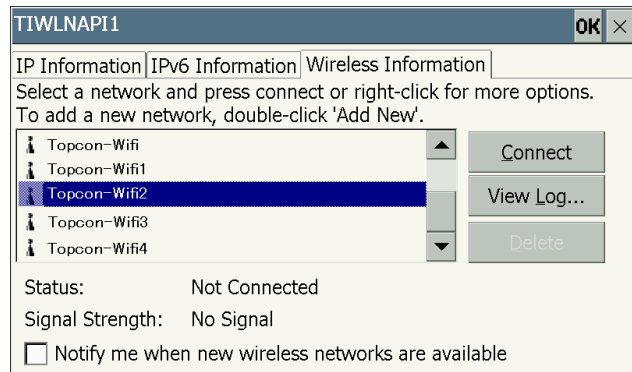 TIWLNAPI1 OK ×
IP Information IPv6 Information Wireless Information
Select a network and press connect or right-click for more options.
To add a new network, double-click 'Add New'.
Topcon-Wifi
Topcon-Wifi1
Topcon-Wifi2
Topcon-Wifi3
Topcon-Wifi4
Connect
View Log...
Delete
Status: Not Connected
Signal Strength: No Signal
Notify me when new wireless networks are available